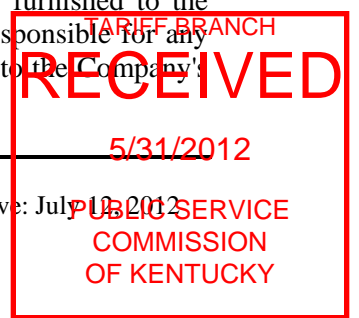 furnished to the
TARIFF BRANCH
sponsible for any
RECEIVED
to the Company's
5/31/2012
ve: July 12, 2012
PUBLIC SERVICE
COMMISSION
OF KENTUCKY